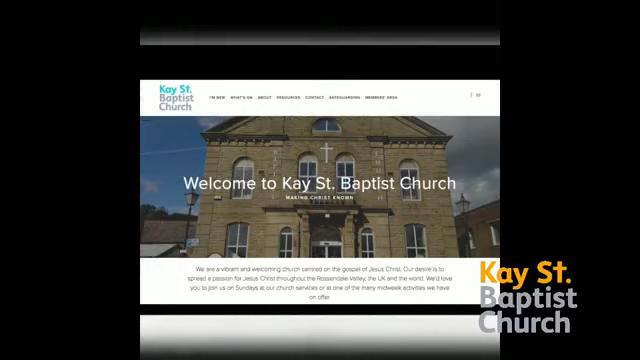 Kay St.
Baptist
Church
I'M NEW WHAT'S ON ABOUT RESOURCES CONTACT SAFEGUARDING MEMBERS' AREA
Welcome to Kay St. Baptist Church
MAKING CHRIST KNOWN
We are a vibrant and welcoming church centred on the gospel of Jesus Christ. Our desire is to
spread a passion for Jesus Christ throughout the Rossendale Valley, the UK and the world. We'd love
you to join us on Sundays at our church services or at one of the many midweek activities we have
on offer.
Kay St.
Baptist
Church